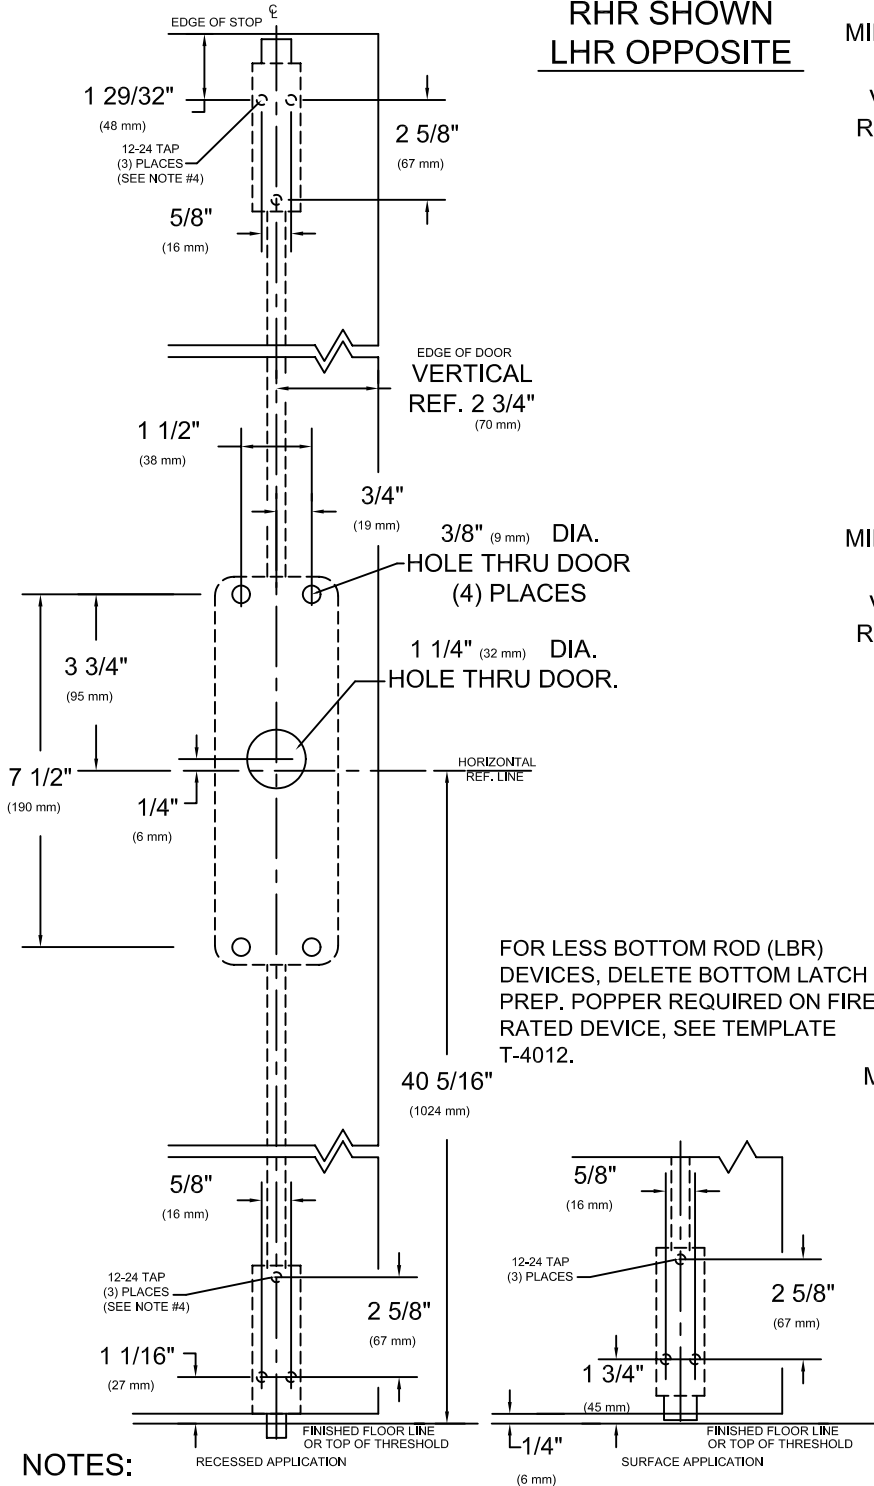 ℄
RHR SHOWN
LHR OPPOSITE
EDGE OF STOP
1 29/32"
(48 mm)
12-24 TAP
(3) PLACES
(SEE NOTE #4)
2 5/8"
(67 mm)
5/8"
(16 mm)
EDGE OF DOOR
VERTICAL
REF. 2 3/4"
(70 mm)
1 1/2"
(38 mm)
3/4"
(19 mm)
3/8" (9 mm) DIA.
HOLE THRU DOOR
(4) PLACES
1 1/4" (32 mm) DIA.
HOLE THRU DOOR.
3 3/4"
(95 mm)
HORIZONTAL
REF. LINE
7 1/2"
(190 mm)
1/4"
(6 mm)
FOR LESS BOTTOM ROD (LBR)
DEVICES, DELETE BOTTOM LATCH
PREP. POPPER REQUIRED ON FIRE
RATED DEVICE, SEE TEMPLATE
T-4012.
40 5/16"
(1024 mm)
5/8"
(16 mm)
12-24 TAP
(3) PLACES
(SEE NOTE #4)
2 5/8"
(67 mm)
1 1/16"
(27 mm)
FINISHED FLOOR LINE
OR TOP OF THRESHOLD
RECESSED APPLICATION
5/8"
(16 mm)
12-24 TAP
(3) PLACES
2 5/8"
(67 mm)
1 3/4"
(45 mm)
1/4"
(6 mm)
FINISHED FLOOR LINE
OR TOP OF THRESHOLD
SURFACE APPLICATION
NOTES: